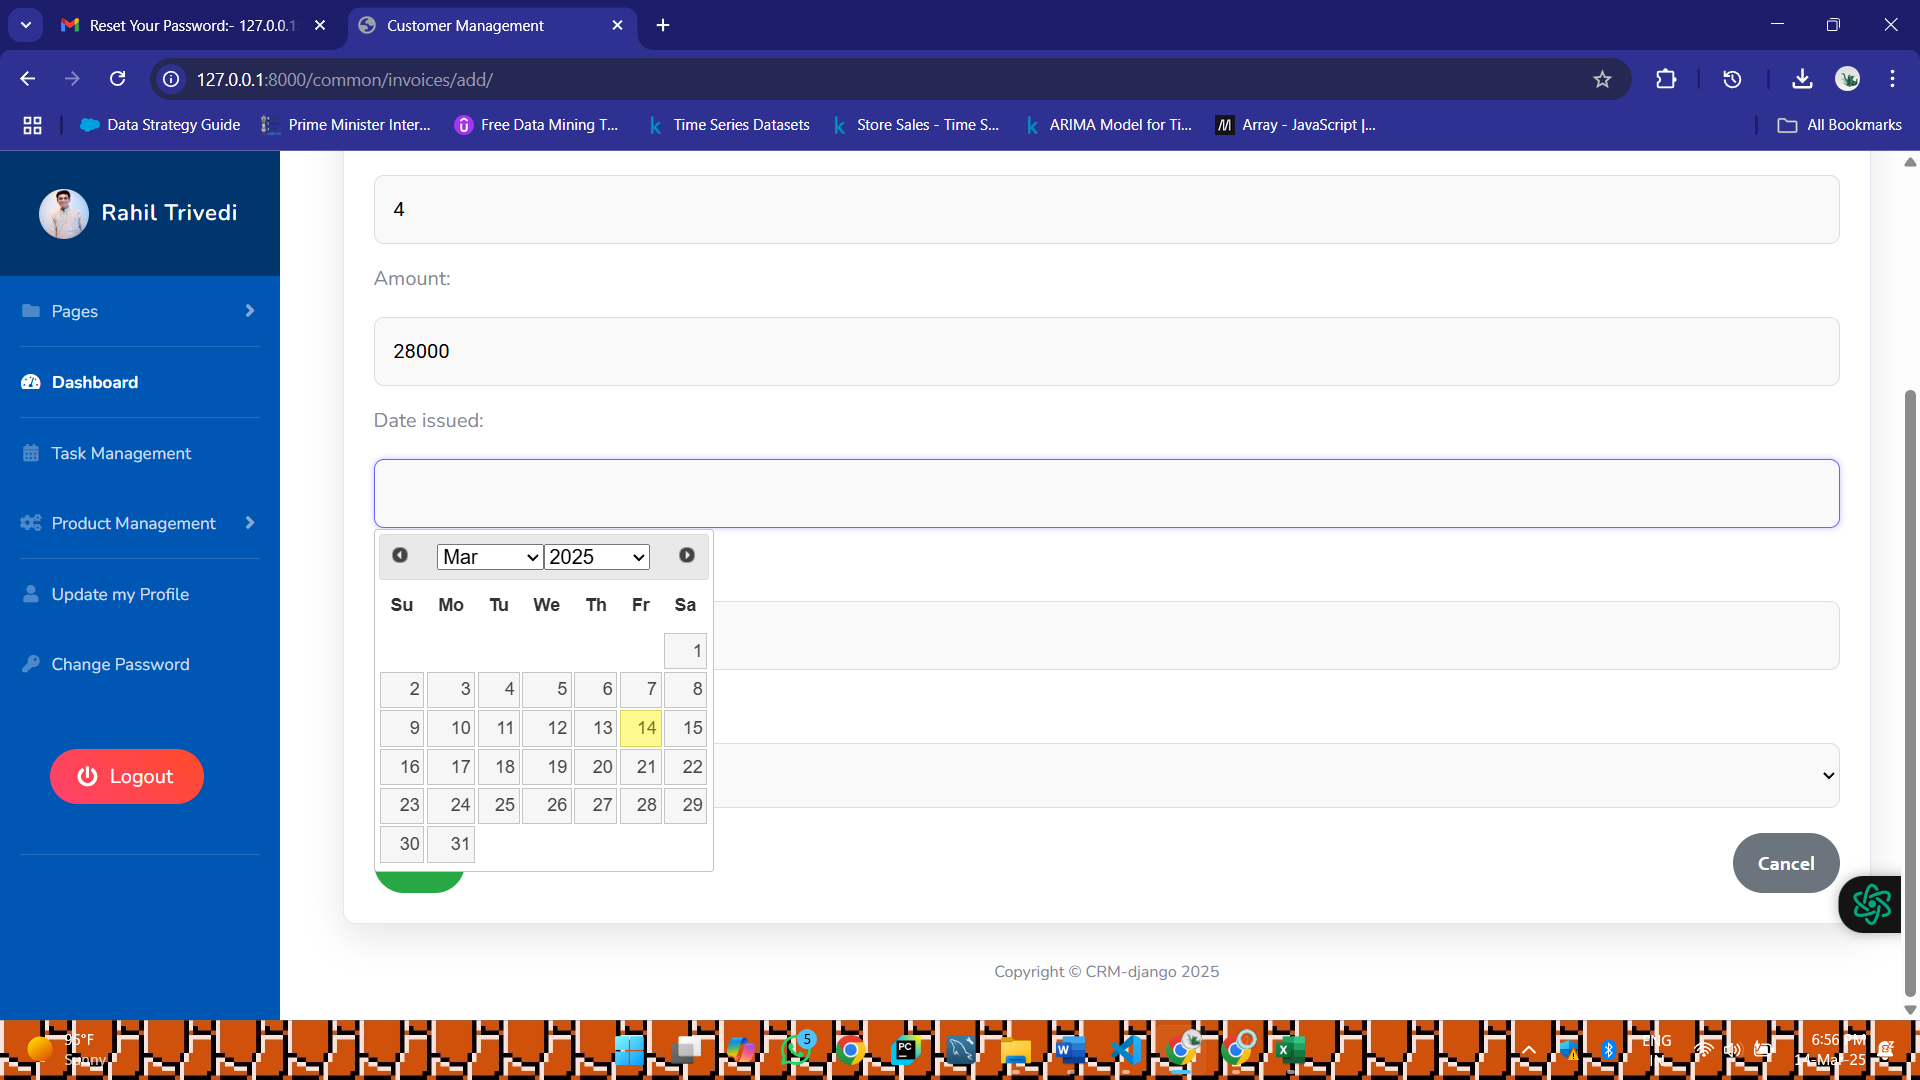 Reset Your Password:- 127.0.0.1:
Customer Management
127.0.0.1:8000/common/invoices/add/
Data Strategy Guide
Prime Minister Inter...
Free Data Mining T...
Time Series Datasets
Store Sales - Time S...
ARIMA Model for Ti...
Array - JavaScript |...
All Bookmarks
Rahil Trivedi
Pages
Dashboard
Task Management
Product Management
Update my Profile
Change Password
Logout
4
Amount:
28000
Date issued:
Mar 2025
Su Mo Tu We Th Fr Sa
1
2 3 4 5 6 7 8
9 10 11 12 13 14 15
16 17 18 19 20 21 22
23 24 25 26 27 28 29
30 31
Cancel
Copyright © CRM-django 2025
Sunny
5
ENG
IN
6:56 PM
14-Mar-25